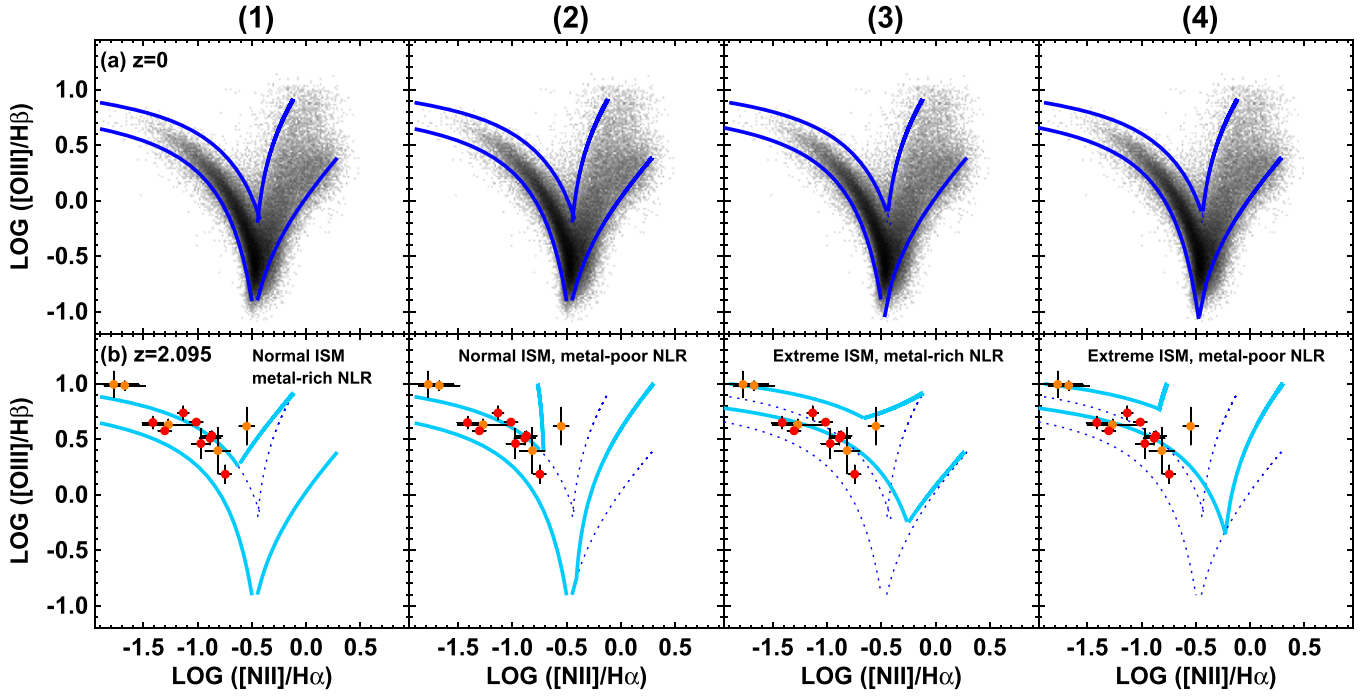 (1) (2) (3) (4)
(a) z=0
LOG ([OIII]/Hβ)
1.0
0.5
0.0
-0.5
-1.0
(b) z=2.095
Normal ISM
metal-rich NLR
Normal ISM, metal-poor NLR
Extreme ISM, metal-rich NLR
Extreme ISM, metal-poor NLR
LOG ([OIII]/Hβ)
1.0
0.5
0.0
-0.5
-1.0
-1.5 -1.0 -0.5 0.0 0.5 -1.5 -1.0 -0.5 0.0 0.5 -1.5 -1.0 -0.5 0.0 0.5 -1.5 -1.0 -0.5 0.0 0.5
LOG ([NII]/Hα) LOG ([NII]/Hα) LOG ([NII]/Hα) LOG ([NII]/Hα)